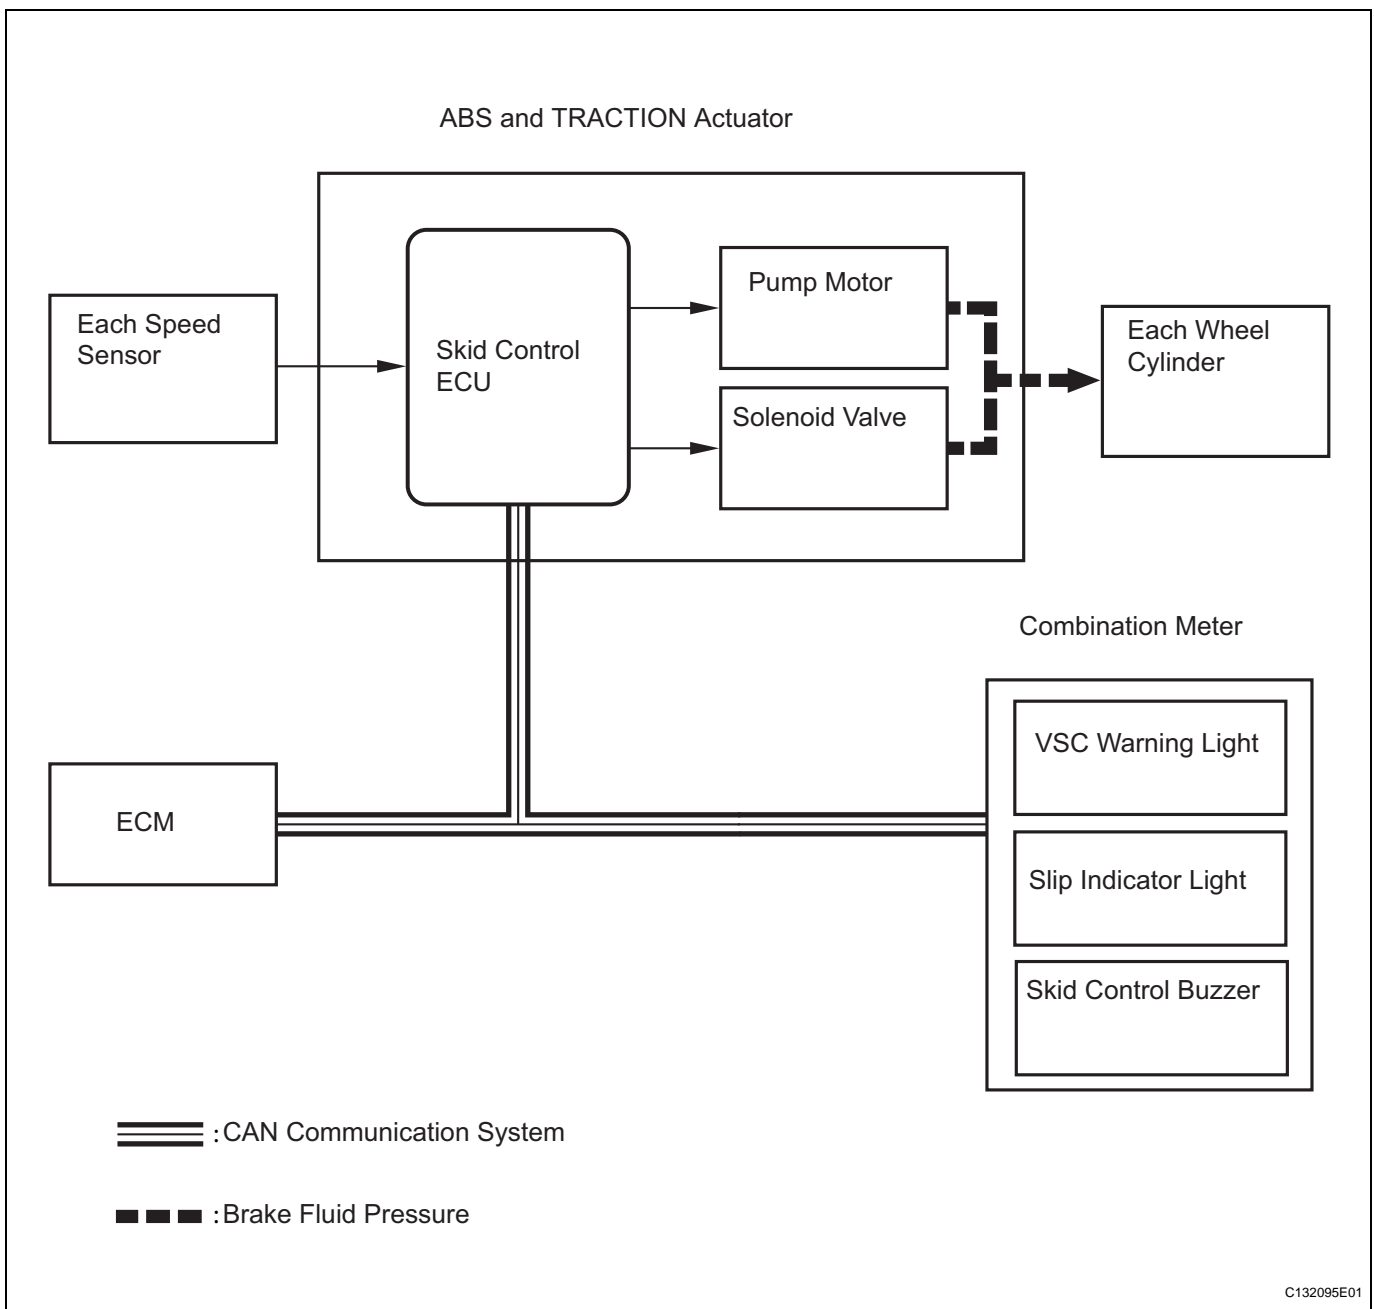 ABS and TRACTION Actuator
Each Speed
Sensor
Skid Control
ECU
Pump Motor
Solenoid Valve
Each Wheel
Cylinder
Combination Meter
VSC Warning Light
Slip Indicator Light
Skid Control Buzzer
ECM
:CAN Communication System
:Brake Fluid Pressure
C132095E01